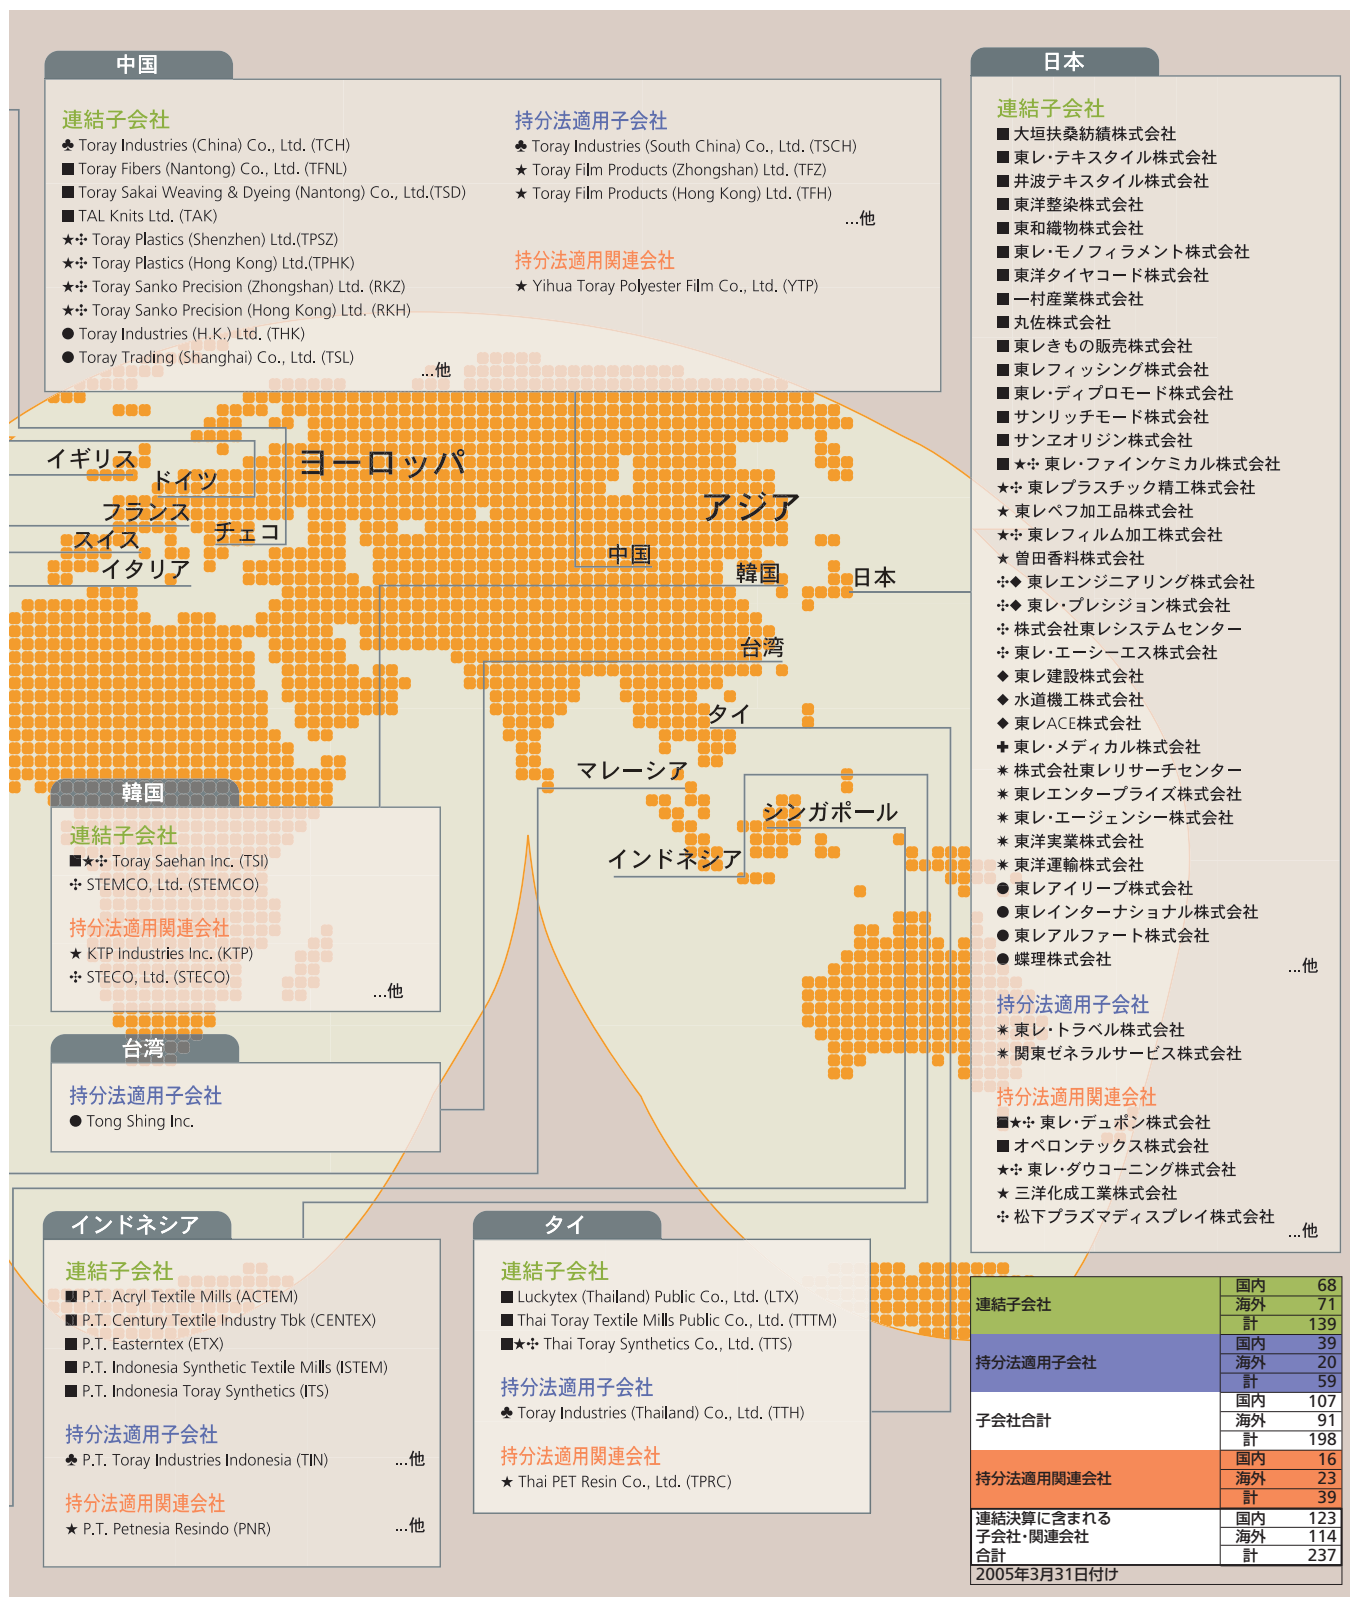 中国
連結子会社
♣ Toray Industries (China) Co., Ltd. (TCH)
■ Toray Fibers (Nantong) Co., Ltd. (TFNL)
■ Toray Sakai Weaving & Dyeing (Nantong) Co., Ltd.(TSD)
■ TAL Knits Ltd. (TAK)
★✣ Toray Plastics (Shenzhen) Ltd.(TPSZ)
★✣ Toray Plastics (Hong Kong) Ltd.(TPHK)
★✣ Toray Sanko Precision (Zhongshan) Ltd. (RKZ)
★✣ Toray Sanko Precision (Hong Kong) Ltd. (RKH)
● Toray Industries (H.K.) Ltd. (THK)
● Toray Trading (Shanghai) Co., Ltd. (TSL)
...他
持分法適用子会社
♣ Toray Industries (South China) Co., Ltd. (TSCH)
★ Toray Film Products (Zhongshan) Ltd. (TFZ)
★ Toray Film Products (Hong Kong) Ltd. (TFH)
...他
持分法適用関連会社
★ Yihua Toray Polyester Film Co., Ltd. (YTP)
日本
連結子会社
■ 大垣扶桑紡績株式会社
■ 東レ・テキスタイル株式会社
■ 井波テキスタイル株式会社
■ 東洋整染株式会社
■ 東和織物株式会社
■ 東レ・モノフィラメント株式会社
■ 東洋タイヤコード株式会社
■ 一村産業株式会社
■ 丸佐株式会社
■ 東レきもの販売株式会社
■ 東レフィッシング株式会社
■ 東レ・ディプロモード株式会社
■ サンリッチモード株式会社
■ サンヱオリジン株式会社
■★✣ 東レ・ファインケミカル株式会社
★✣ 東レプラスチック精工株式会社
★ 東レペフ加工品株式会社
★✣ 東レフィルム加工株式会社
★ 曽田香料株式会社
✣◆ 東レエンジニアリング株式会社
✣◆ 東レ・プレシジョン株式会社
✣ 株式会社東レシステムセンター
✣ 東レ・エーシーエス株式会社
◆ 東レ建設株式会社
◆ 水道機工株式会社
◆ 東レACE株式会社
✚ 東レ・メディカル株式会社
✷ 株式会社東レリサーチセンター
✷ 東レエンタープライズ株式会社
✷ 東レ・エージェンシー株式会社
✷ 東洋実業株式会社
✷ 東洋運輸株式会社
● 東レアイリーブ株式会社
● 東レインターナショナル株式会社
● 東レアルファート株式会社
● 蝶理株式会社
...他
持分法適用子会社
✷ 東レ・トラベル株式会社
✷ 関東ゼネラルサービス株式会社
持分法適用関連会社
■★✣ 東レ・デュポン株式会社
■ オペロンテックス株式会社
★✣ 東レ・ダウコーニング株式会社
★ 三洋化成工業株式会社
✣ 松下プラズマディスプレイ株式会社
...他
イギリス
ドイツ
ヨーロッパ
フランス
スイス
チェコ
イタリア
アジア
中国
韓国
日本
台湾
タイ
マレーシア
シンガポール
インドネシア
韓国
連結子会社
■★✣ Toray Saehan Inc. (TSI)
✣ STEMCO, Ltd. (STEMCO)
持分法適用関連会社
★ KTP Industries Inc. (KTP)
✣ STECO, Ltd. (STECO)
...他
台湾
持分法適用子会社
● Tong Shing Inc.
インドネシア
連結子会社
■ P.T. Acryl Textile Mills (ACTEM)
■ P.T. Century Textile Industry Tbk (CENTEX)
■ P.T. Easterntex (ETX)
■ P.T. Indonesia Synthetic Textile Mills (ISTEM)
■ P.T. Indonesia Toray Synthetics (ITS)
持分法適用子会社
♣ P.T. Toray Industries Indonesia (TIN) ...他
持分法適用関連会社
★ P.T. Petnesia Resindo (PNR) ...他
タイ
連結子会社
■ Luckytex (Thailand) Public Co., Ltd. (LTX)
■ Thai Toray Textile Mills Public Co., Ltd. (TTTM)
■★✣ Thai Toray Synthetics Co., Ltd. (TTS)
持分法適用子会社
♣ Toray Industries (Thailand) Co., Ltd. (TTH)
持分法適用関連会社
★ Thai PET Resin Co., Ltd. (TPRC)
連結子会社 国内 68
海外 71
計 139
持分法適用子会社 国内 39
海外 20
計 59
子会社合計 国内 107
海外 91
計 198
持分法適用関連会社 国内 16
海外 23
計 39
連結決算に含まれる 国内 123
子会社・関連会社 海外 114
合計 計 237
2005年3月31日付け